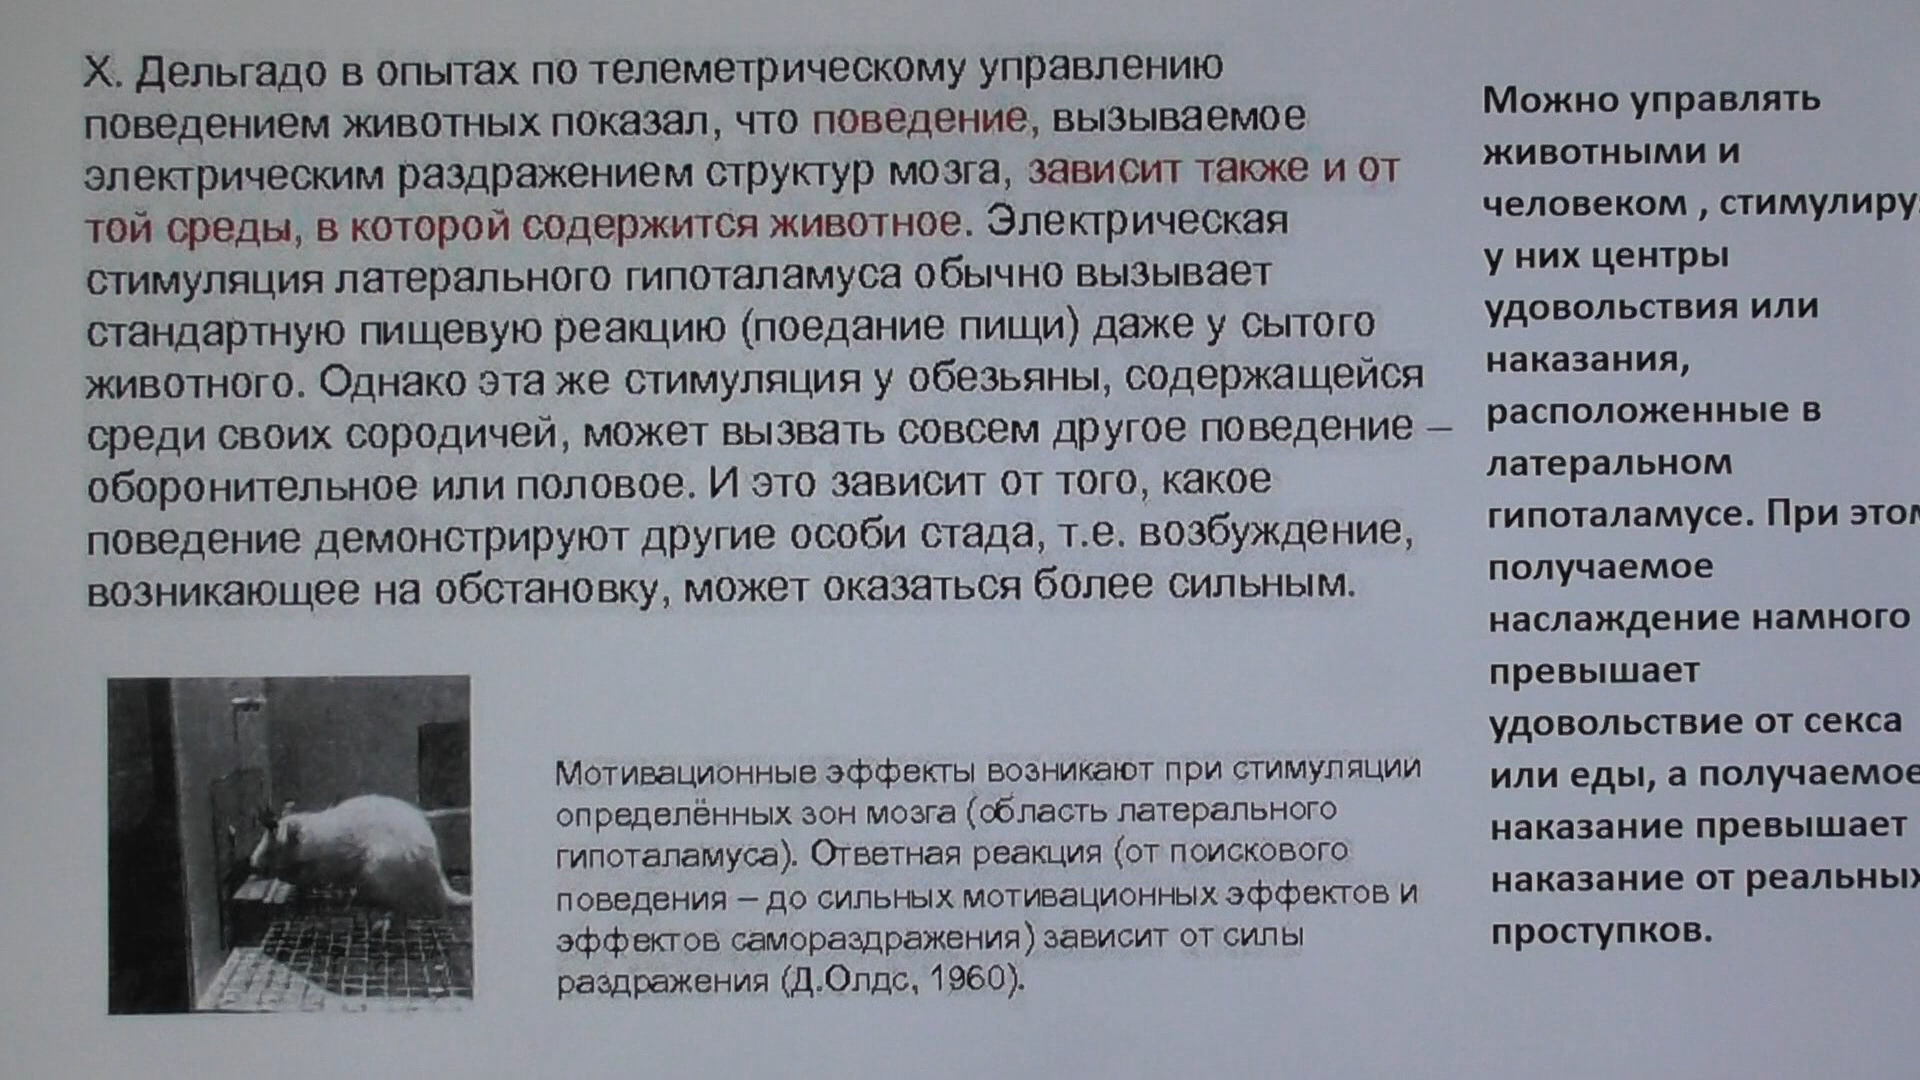 Х. Дельгадо в опытах по телеметрическому управлению
поведением животных показал, что поведение, вызываемое
электрическим раздражением структур мозга, зависит также и от
той среды, в которой содержится животное. Электрическая
стимуляция латерального гипоталамуса обычно вызывает
стандартную пищевую реакцию (поедание пищи) даже у сытого
животного. Однако эта же стимуляция у обезьяны, содержащейся
среди своих сородичей, может вызвать совсем другое поведение –
оборонительное или половое. И это зависит от того, какое
поведение демонстрируют другие особи стада, т.е. возбуждение,
возникающее на обстановку, может оказаться более сильным.
Мотивационные эффекты возникают при стимуляции
определённых зон мозга (область латерального
гипоталамуса). Ответная реакция (от поискового
поведения – до сильных мотивационных эффектов и
эффектов самораздражения) зависит от силы
раздражения (Д.Олдс, 1960).
Можно управлять
животными и
человеком , стимулиру
у них центры
удовольствия или
наказания,
расположенные в
латеральном
гипоталамусе. При этом
получаемое
наслаждение намного
превышает
удовольствие от секса
или еды, а получаемое
наказание превышает
наказание от реальных
проступков.